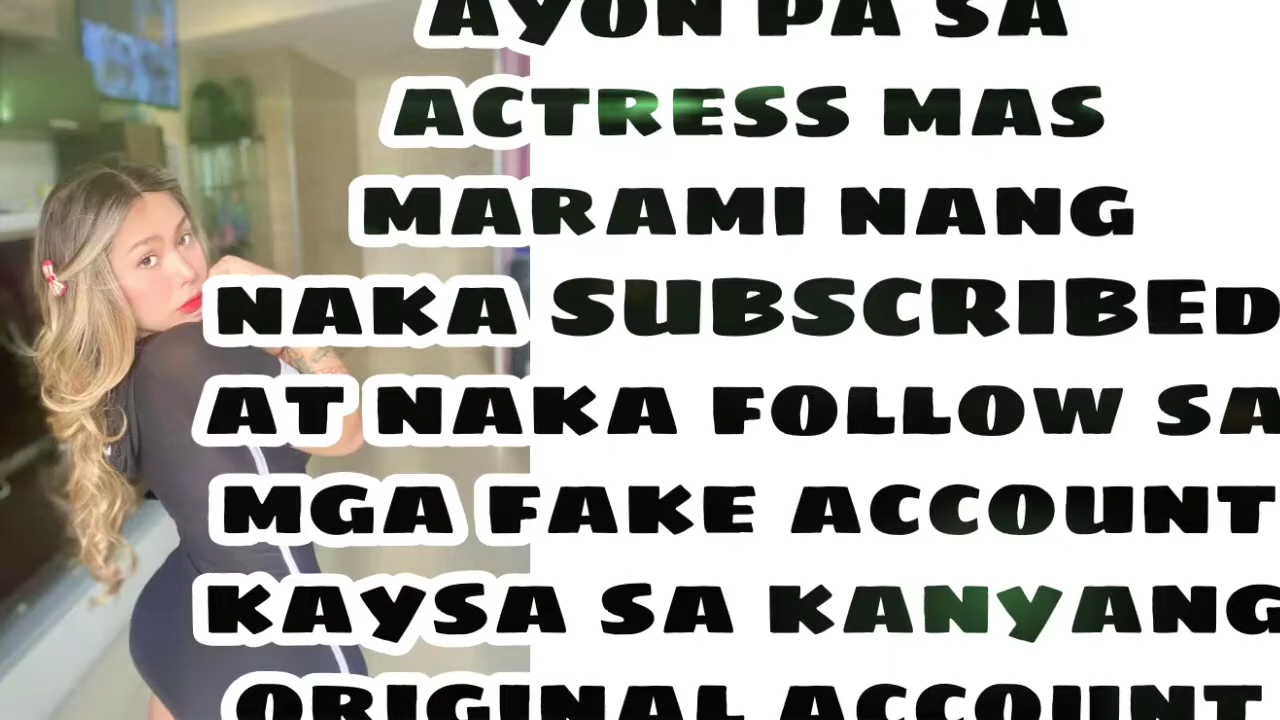 AYON PA SA
ACTRESS MAS
MARAMI NANG
NAKA SUBSCRIBED
AT NAKA FOLLOW SA
MGA FAKE ACCOUNT
KAYSA SA KANYANG
ORIGINAL ACCOUNT